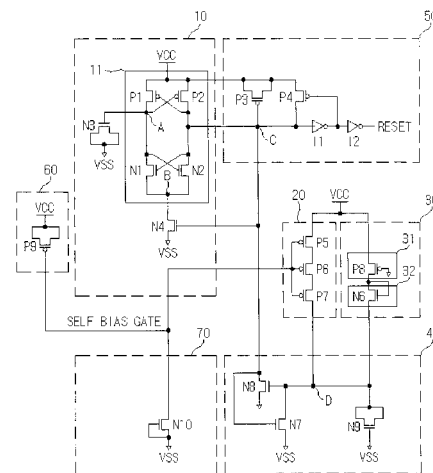 10
50
11
VCC
P1
P2
P3
P4
N3
A
C
I1
I2
RESET
VSS
N1
B
N2
60
VCC
P9
N4
VSS
20
VCC
P5
P6
P7
P8
31
N6
32
SELF BIAS GATE
70
N8
D
N10
N7
N9
VSS
VSS
VSS